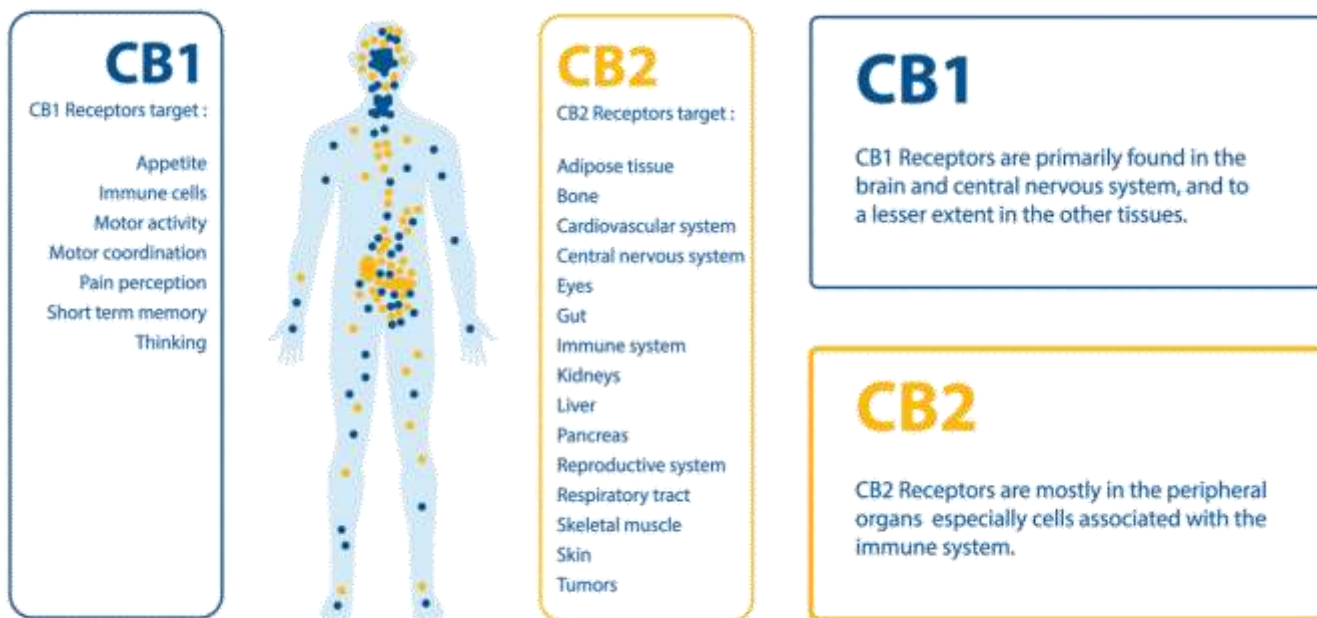 CB1
CB1 Receptors target :
Appetite
Immune cells
Motor activity
Motor coordination
Pain perception
Short term memory
Thinking
CB2
CB2 Receptors target :
Adipose tissue
Bone
Cardiovascular system
Central nervous system
Eyes
Gut
Immune system
Kidneys
Liver
Pancreas
Reproductive system
Respiratory tract
Skeletal muscle
Skin
Tumors
CB1
CB1 Receptors are primarily found in the
brain and central nervous system, and to
a lesser extent in the other tissues.
CB2
CB2 Receptors are mostly in the peripheral
organs especially cells associated with the
immune system.